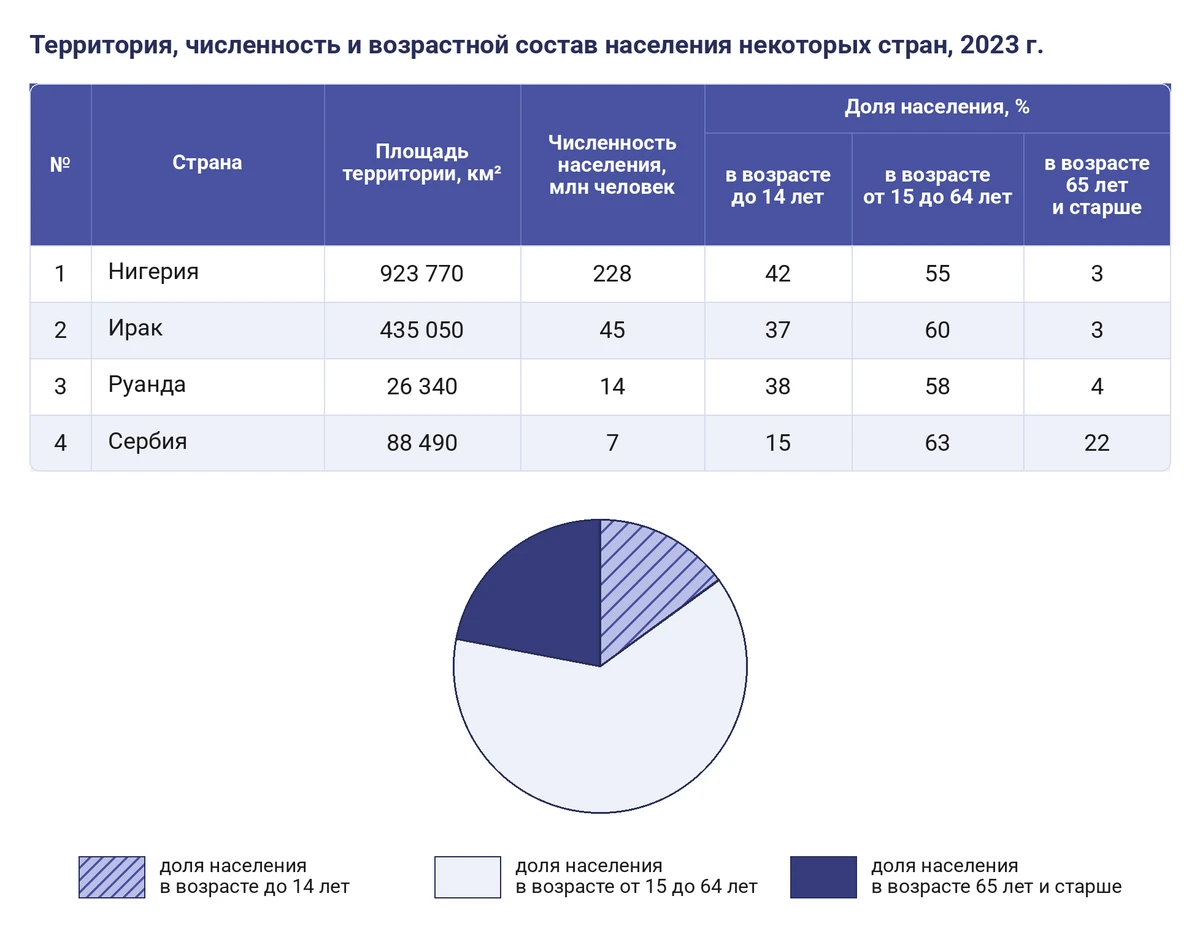 Территория, численность и возрастной состав населения некоторых стран, 2023 г.
№
Страна
Площадь
территории, км²
Численность
населения,
млн человек
Доля населения, %
в возрасте
до 14 лет
в возрасте
от 15 до 64 лет
в возрасте
65 лет
и старше
1 Нигерия 923 770 228 42 55 3
2 Ирак 435 050 45 37 60 3
3 Руанда 26 340 14 38 58 4
4 Сербия 88 490 7 15 63 22
доля населения
в возрасте до 14 лет
доля населения
в возрасте от 15 до 64 лет
доля населения
в возрасте 65 лет и старше